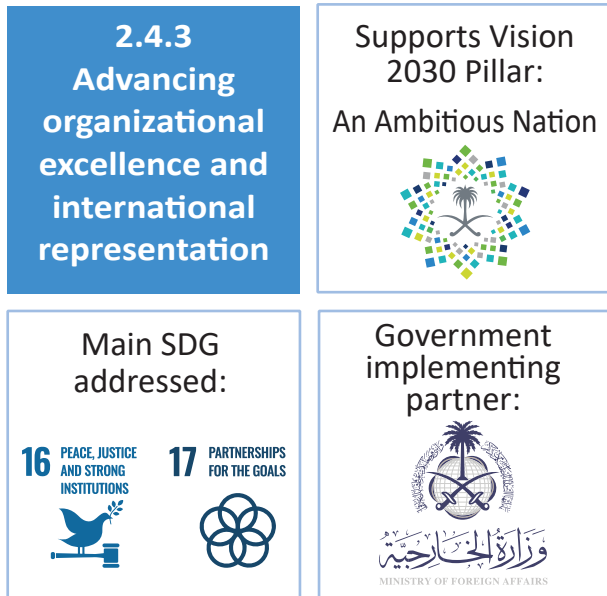 2.4.3
Advancing
organizational
excellence and
international
representation
Supports Vision
2030 Pillar:
An Ambitious Nation
Main SDG
addressed:
16 PEACE, JUSTICE
AND STRONG
INSTITUTIONS
17 PARTNERSHIPS
FOR THE GOALS
Government
implementing
partner:
وزارة الخارجية
MINISTRY OF FOREIGN AFFAIRS